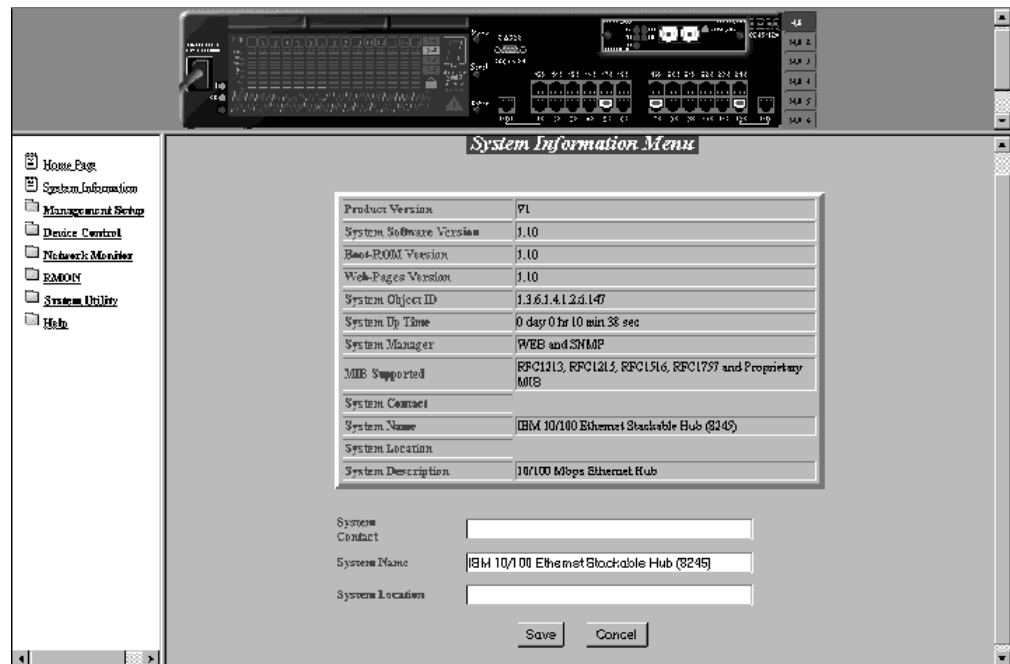 System Information Menu
Home Page
System Information
Management Setup
Device Control
Network Monitor
RMON
System Utility
Help
Product Version V1
System Software Version 1.10
Boot-ROM Version 1.10
Web-Pages Version 1.10
System Object ID 1.3.6.1.4.1.2.6.147
System Up Time 0 day 0 hr 10 min 38 sec
System Manager WEB and SNMP
MIB Supported RFC1213, RFC1215, RFC1516, RFC1757 and Proprietary
MIB
System Contact
System Name IBM 10/100 Ethernet Stackable Hub (8245)
System Location
System Description 10/100 Mbps Ethernet Hub
System
Contact
System Name IBM 10/100 Ethernet Stackable Hub (8245)
System Location
Save Cancel